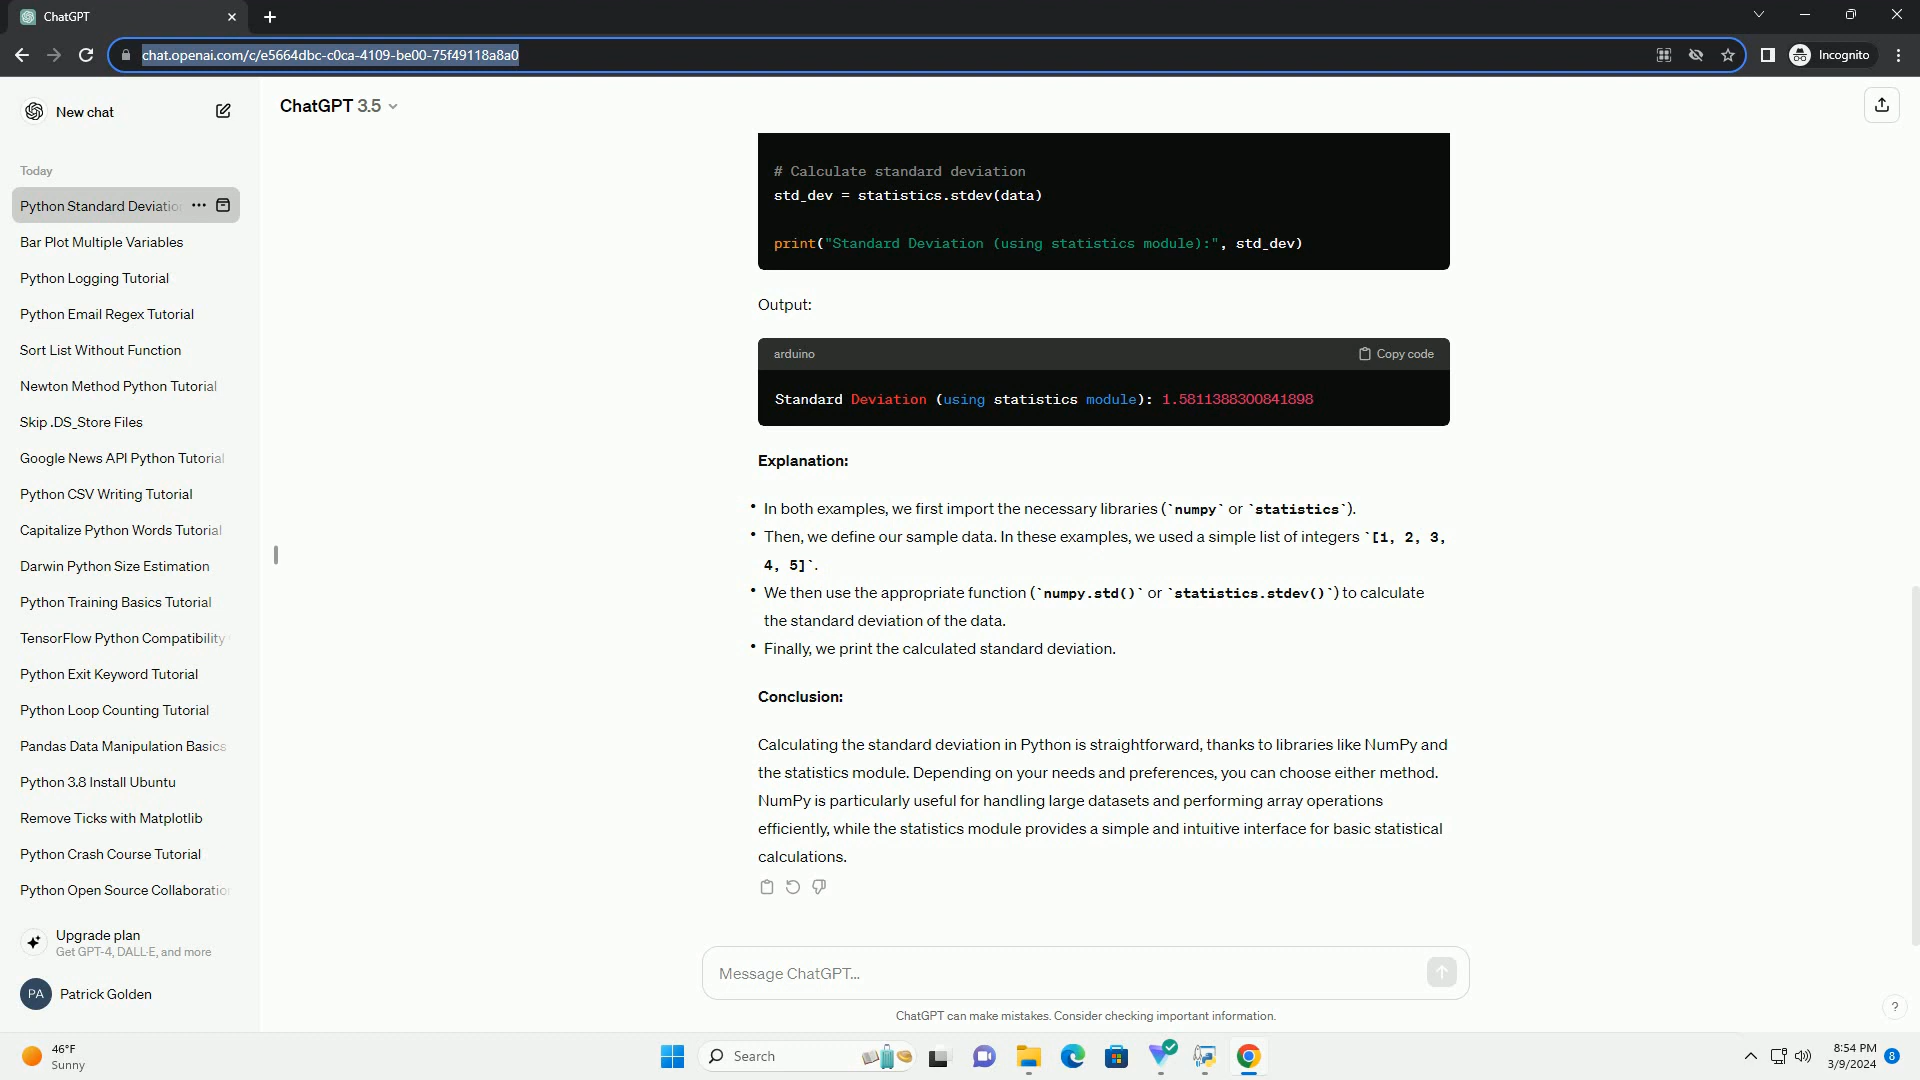 ChatGPT
chat.openai.com/c/e5664dbc-c0ca-4109-be00-75f49118a8a0
Incognito
New chat
ChatGPT 3.5
Today
Python Standard Deviatio
Bar Plot Multiple Variables
Python Logging Tutorial
Python Email Regex Tutorial
Sort List Without Function
Newton Method Python Tutorial
Skip .DS_Store Files
Google News API Python Tutorial
Python CSV Writing Tutorial
Capitalize Python Words Tutorial
Darwin Python Size Estimation
Python Training Basics Tutorial
TensorFlow Python Compatibility
Python Exit Keyword Tutorial
Python Loop Counting Tutorial
Pandas Data Manipulation Basics
Python 3.8 Install Ubuntu
Remove Ticks with Matplotlib
Python Crash Course Tutorial
Python Open Source Collaboratio
Upgrade plan
Get GPT-4, DALL·E, and more
PA
Patrick Golden
# Calculate standard deviation
std_dev = statistics.stdev(data)
print("Standard Deviation (using statistics module):", std_dev)
Output:
arduino
Copy code
Standard Deviation (using statistics module): 1.5811388300841898
Explanation:
• In both examples, we first import the necessary libraries (`numpy` or `statistics`).
• Then, we define our sample data. In these examples, we used a simple list of integers `[1, 2, 3,
4, 5]`.
• We then use the appropriate function (`numpy.std()` or `statistics.stdev()`) to calculate
the standard deviation of the data.
• Finally, we print the calculated standard deviation.
Conclusion:
Calculating the standard deviation in Python is straightforward, thanks to libraries like NumPy and
the statistics module. Depending on your needs and preferences, you can choose either method.
NumPy is particularly useful for handling large datasets and performing array operations
efficiently, while the statistics module provides a simple and intuitive interface for basic statistical
calculations.
Message ChatGPT...
ChatGPT can make mistakes. Consider checking important information.
?
46°F
Sunny
Search
8:54 PM
3/9/2024
8